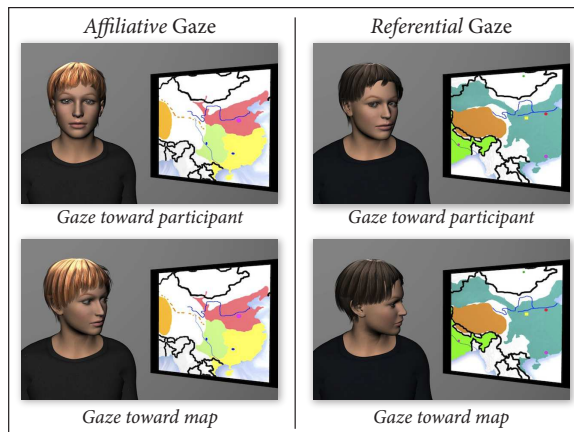 Affiliative Gaze
Referential Gaze
Gaze toward participant
Gaze toward participant
Gaze toward map
Gaze toward map